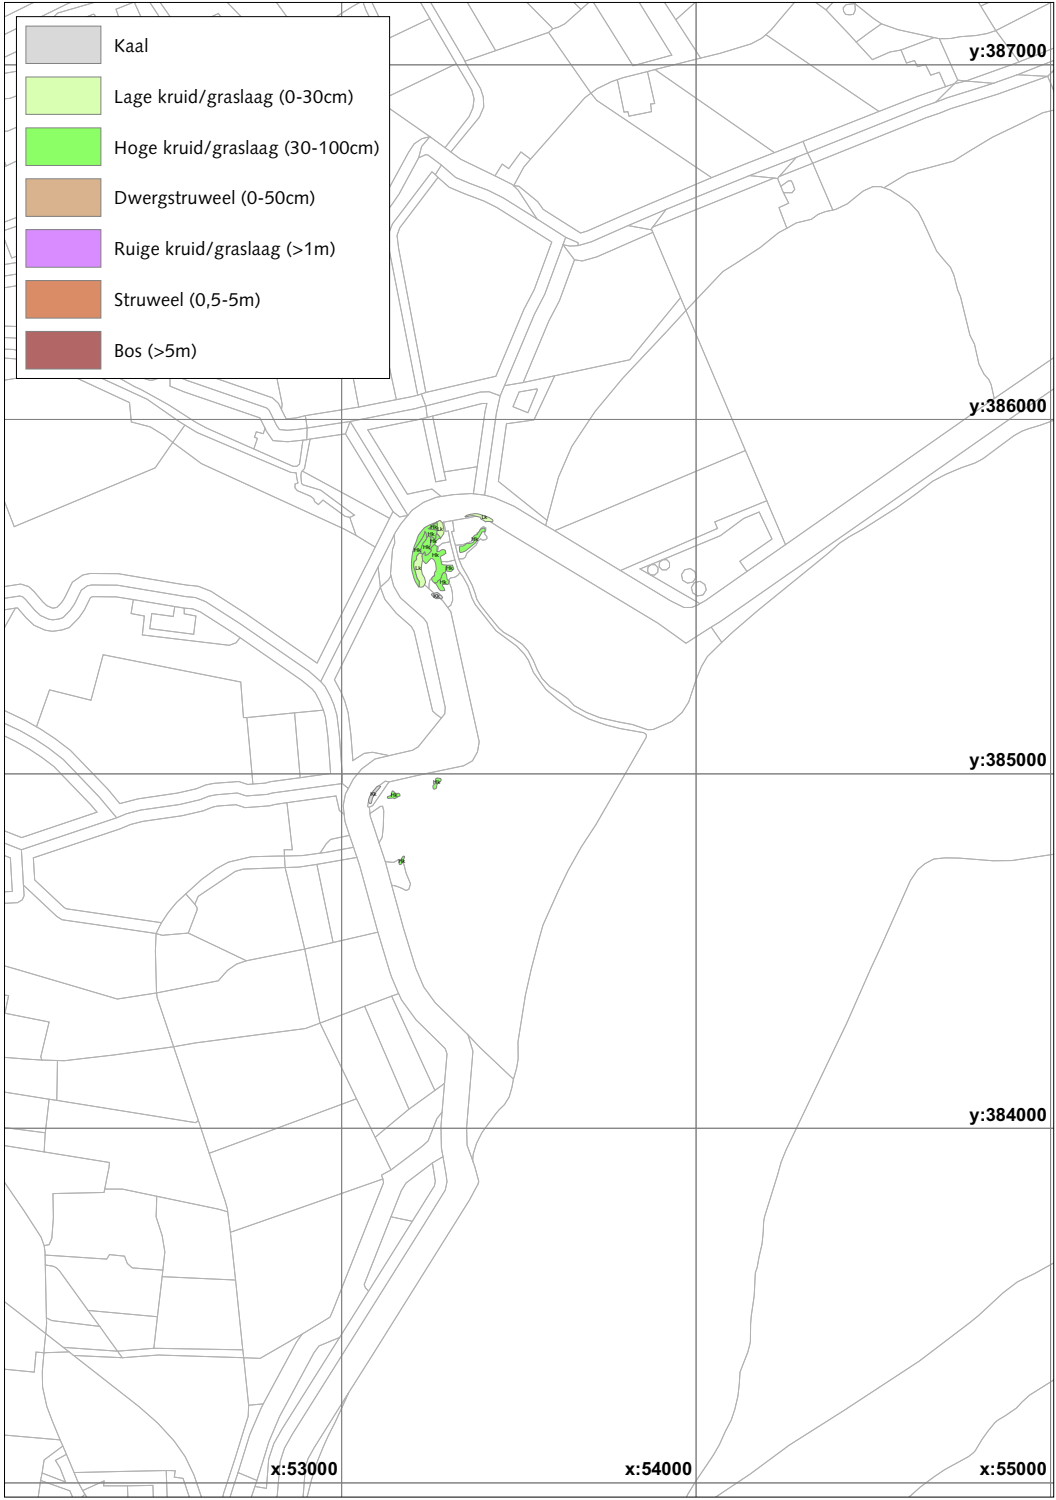 Kaal
Lage kruid/graslaag (0-30cm)
Hoge kruid/graslaag (30-100cm)
Dwergstruweel (0-50cm)
Ruige kruid/graslaag (>1m)
Struweel (0,5-5m)
Bos (>5m)
y:387000
y:386000
y:385000
y:384000
x:53000
x:54000
x:55000